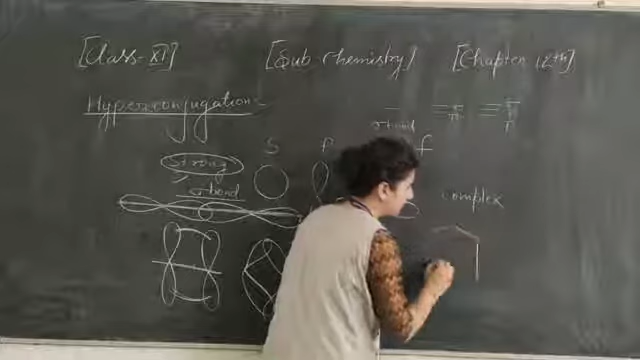 [Class-XI] [Sub Chemistry] [Chapter 12th]
Hyperconjugation-
σ bond
S P f
Strong
σ-bond
complex